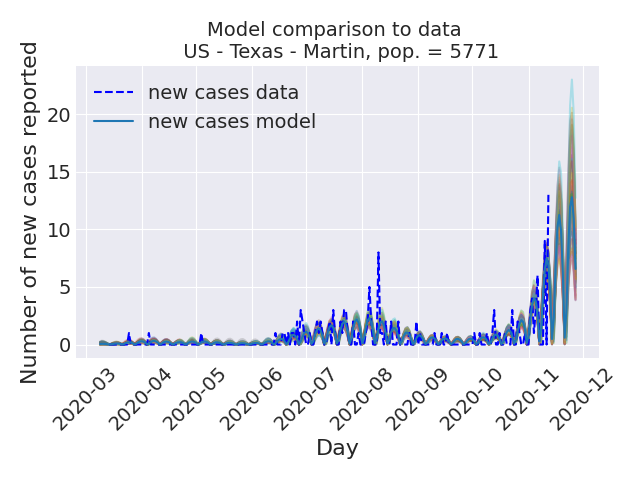 Model comparison to data
US - Texas - Martin, pop. = 5771
Number of new cases reported
new cases data
new cases model
20
15
10
5
0
2020-03
2020-04
2020-05
2020-06
2020-07
2020-08
2020-09
2020-10
2020-11
2020-12
Day